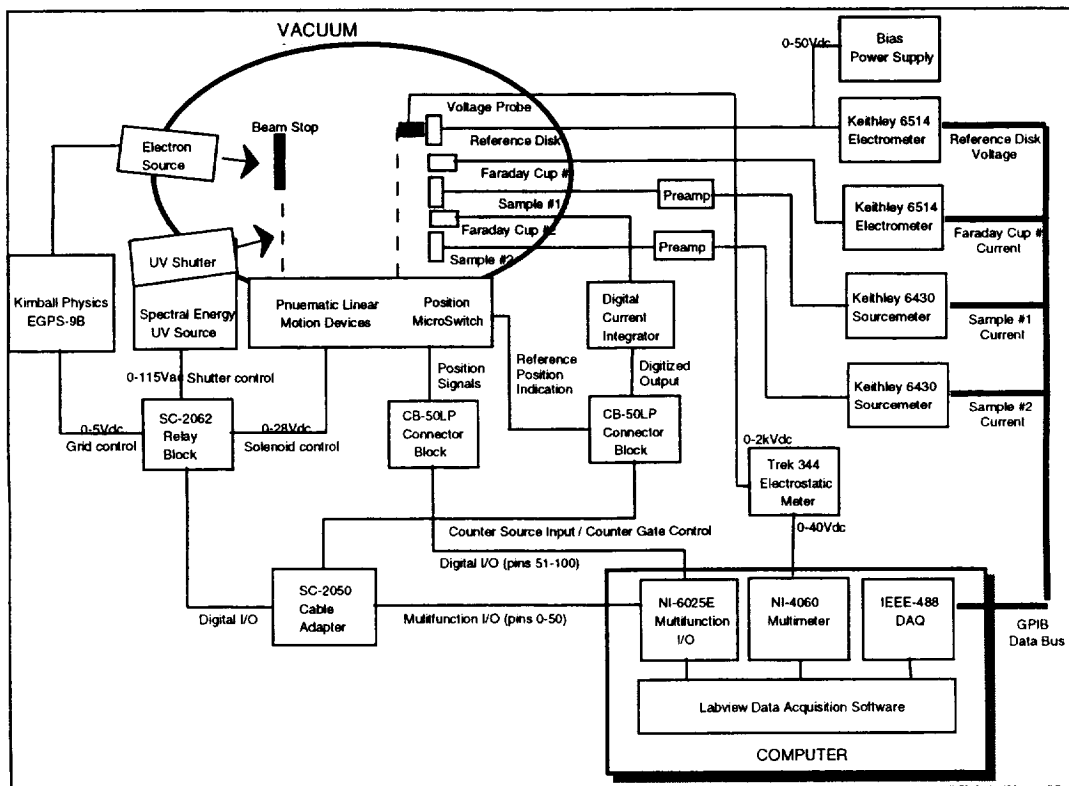 VACUUM
0-50Vdc
Bias
Power Supply
Voltage Probe
Beam Stop
Reference Disk
Keithley 6514
Electrometer
Reference Disk
Voltage
Electron
Source
Faraday Cup #
Sample #1
Preamp
Keithley 6514
Electrometer
Faraday Cup #
Current
Faraday Cup #2
UV Shutter
Sample #2
Preamp
Kimball Physics
EGPS-9B
Spectral Energy
UV Source
Pnuematic Linear
Motion Devices
Position
MicroSwitch
Digital
Current
Integrator
Keithley 6430
Sourcemeter
Sample #1
Current
0-115Vac
Shutter control
Position
Signals
Reference
Position
Indication
Digitized
Output
Keithley 6430
Sourcemeter
Sample #2
Current
0-5Vdc
Grid control
SC-2062
Relay
Block
0-28Vdc
Solenoid control
CB-50LP
Connector
Block
CB-50LP
Connector
Block
0-2kVdc
Trek 344
Electrostatic
Meter
Counter Source Input / Counter Gate Control
0-40Vdc
Digital I/O (pins 51-100)
SC-2050
Cable
Adapter
Digital I/O
Multifunction I/O (pins 0-50)
NI-6025E
Multifunction
I/O
NI-4060
Multimeter
IEEE-488
DAQ
GPIB
Data Bus
Labview Data Acquisition Software
COMPUTER